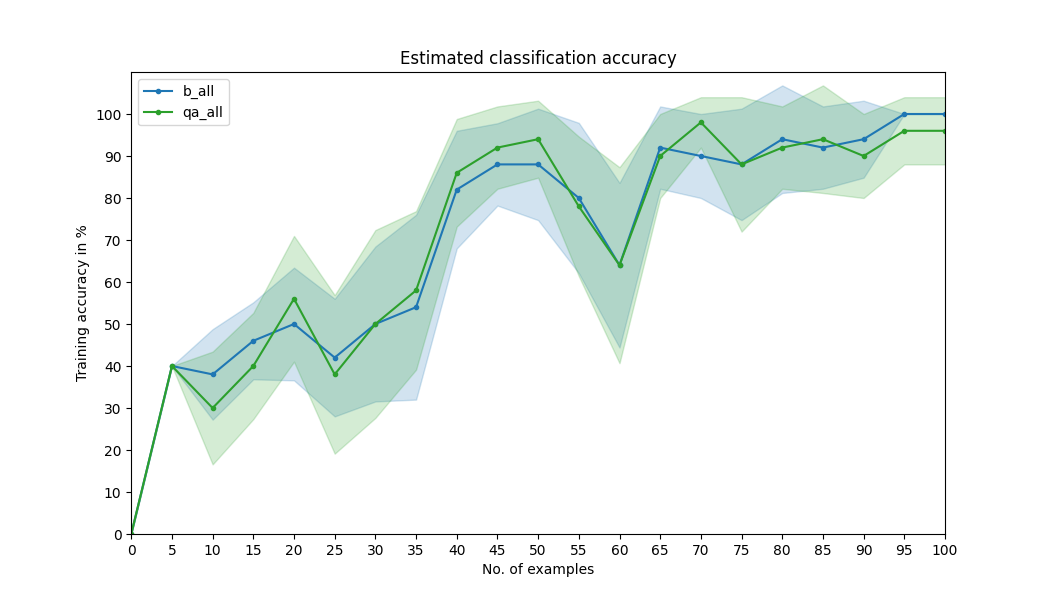 Estimated classification accuracy
b_all
qa_all
Training accuracy in %
100
90
80
70
60
50
40
30
20
10
0
0 5 10 15 20 25 30 35 40 45 50 55 60 65 70 75 80 85 90 95 100
No. of examples